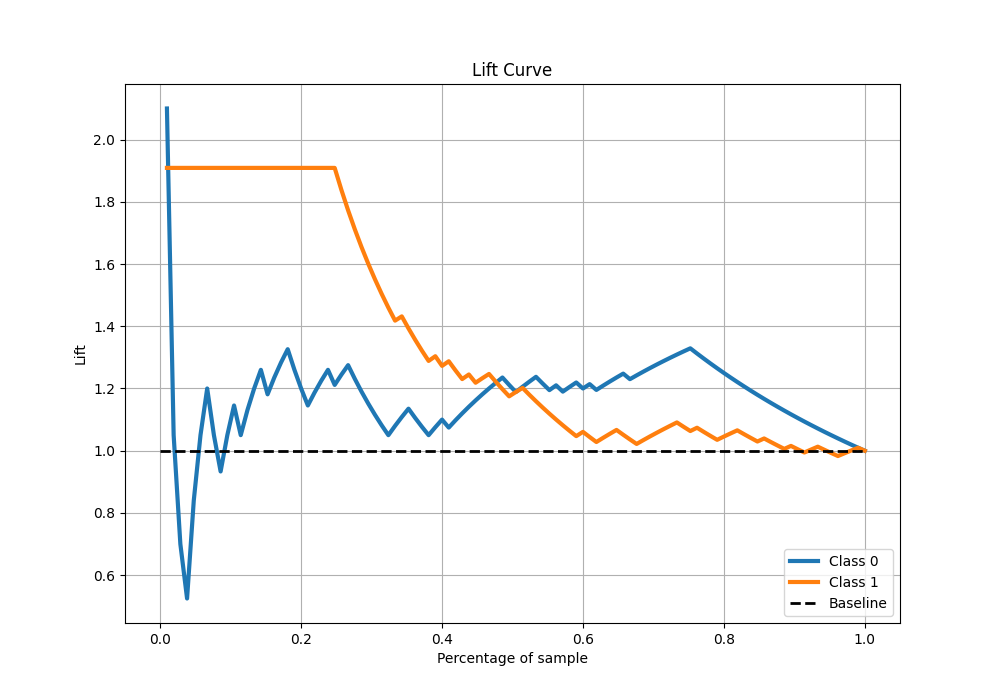 Lift Curve
Lift
2.0
1.8
1.6
1.4
1.2
1.0
0.8
0.6
0.0 0.2 0.4 0.6 0.8 1.0
Percentage of sample
Class 0
Class 1
Baseline